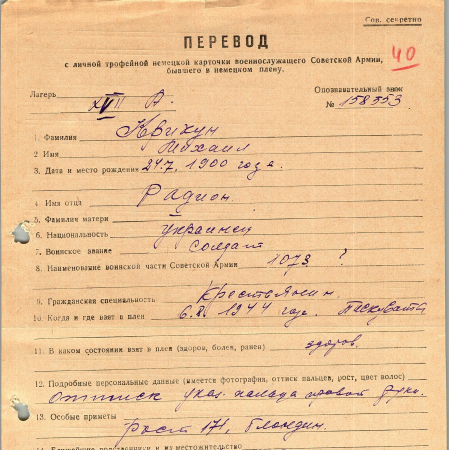 Сов. секретно
ПЕРЕВОД
40
с личной трофейной немецкой карточки военнослужащего Советской Армии,
бывшего в немецком плену.
Лагерь XVII А.
Опознавательный знак
№ 158553
1. Фамилия Квикун
2 Имя Михаил
3. Дата и место рождения 24.7.1900 года.
4 Имя отца Радион
5. Фамилия матери
6. Национальность Украинец
7. Воинское звание Солдат
8. Наименование воинской части Советской Армии 1073 ?
9. Гражданская специальность Крестьянин
10. Когда и где взят в плен 6.8.1944 года.
11. В каком состоянии взят в плен (здоров, болен, ранен) здоров.
12. Подробные персональные данные (имеется фотография, оттиск пальцев, рост, цвет волос)
Оттиск указ. пальца правой руки.
13. Особые приметы
Рост 171, блондин.